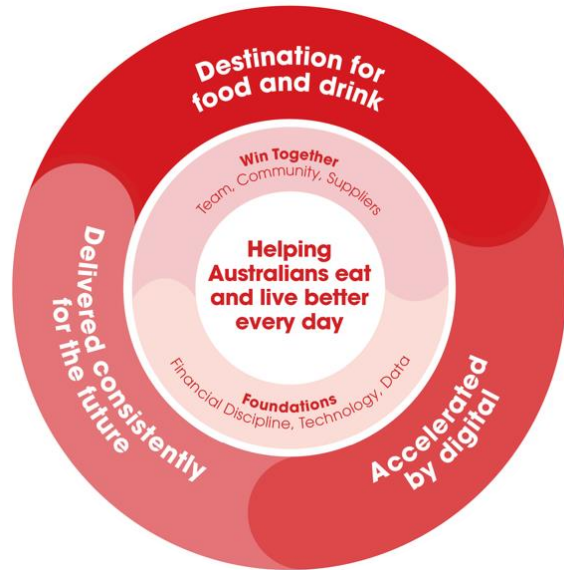 Destination for
food and drink
Win Together
Team, Community, Suppliers
Helping
Australians eat
and live better
every day
Foundations
Financial Discipline, Technology, Data
Delivered consistently
for the future
Accelerated
by digital